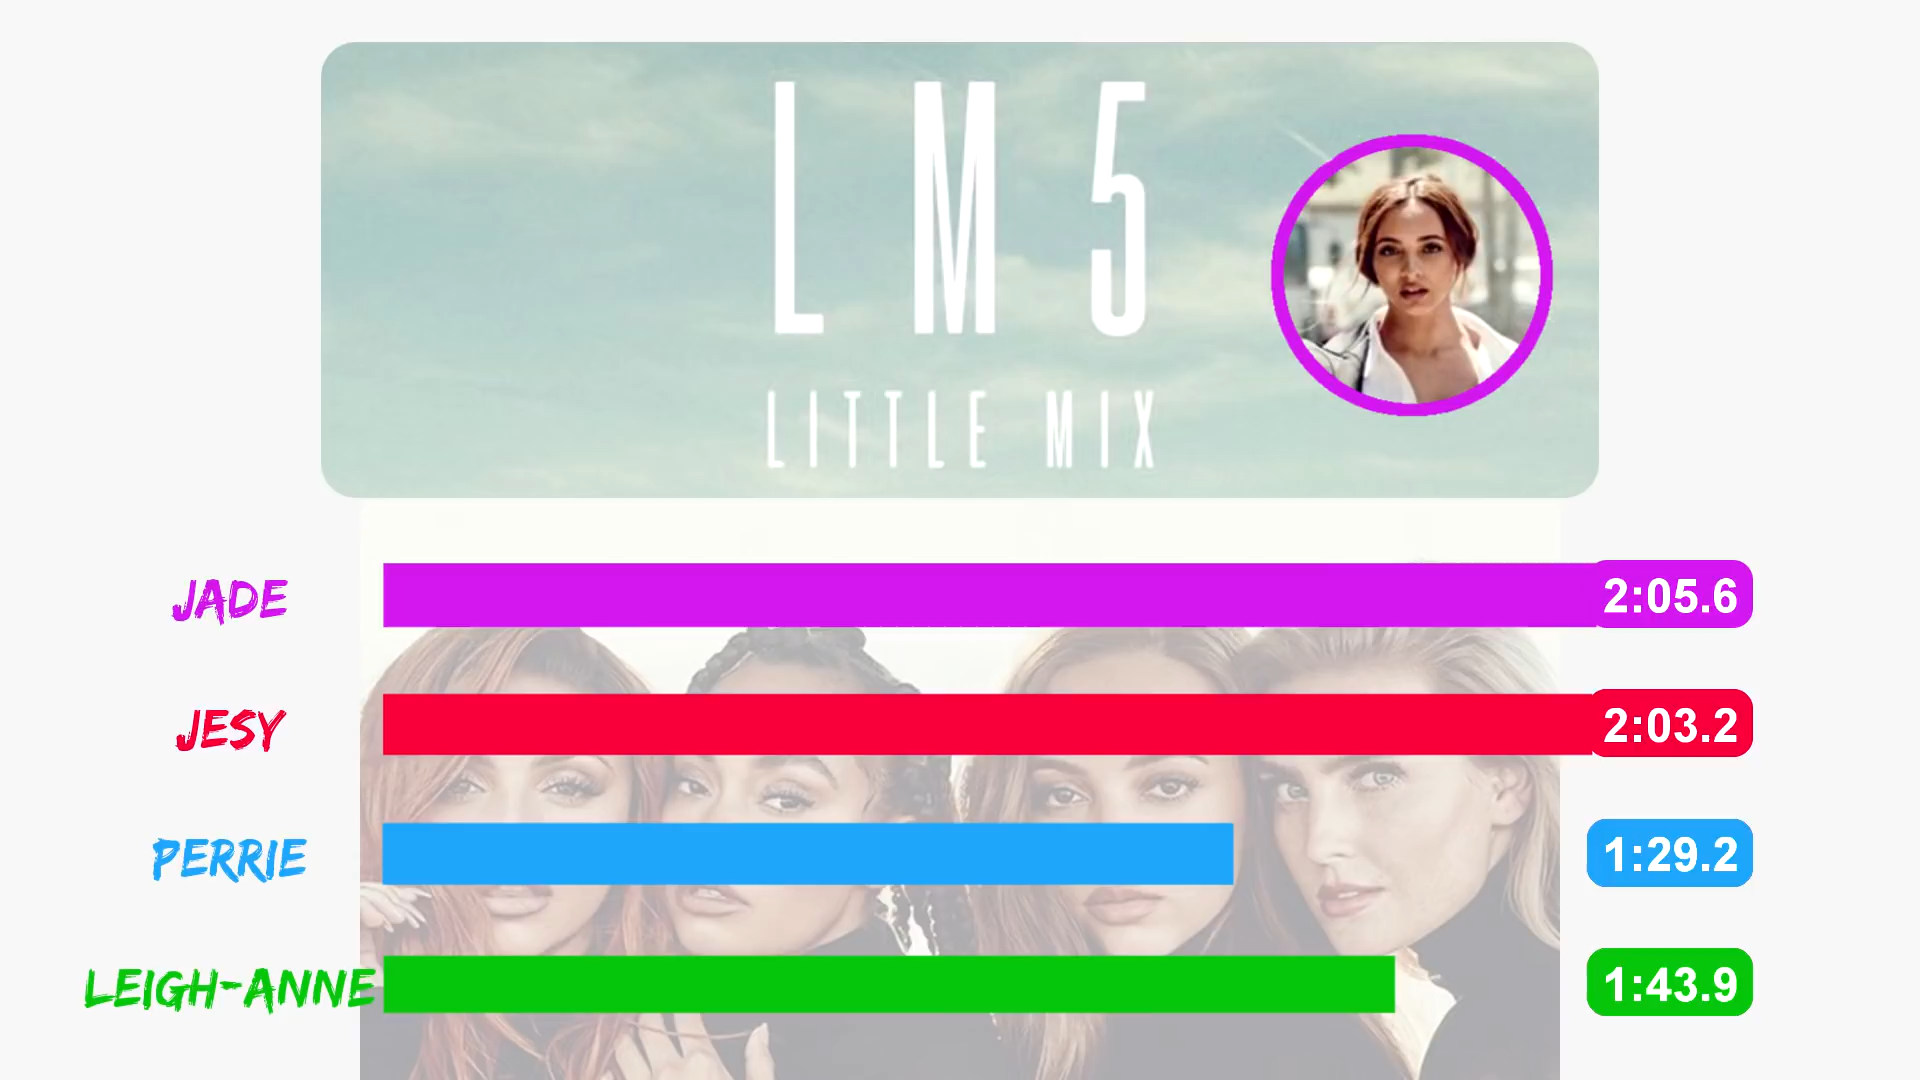 LM5
LITTLE MIX
JADE 2:05.6
JESY 2:03.2
PERRIE 1:29.2
LEIGH-ANNE 1:43.9